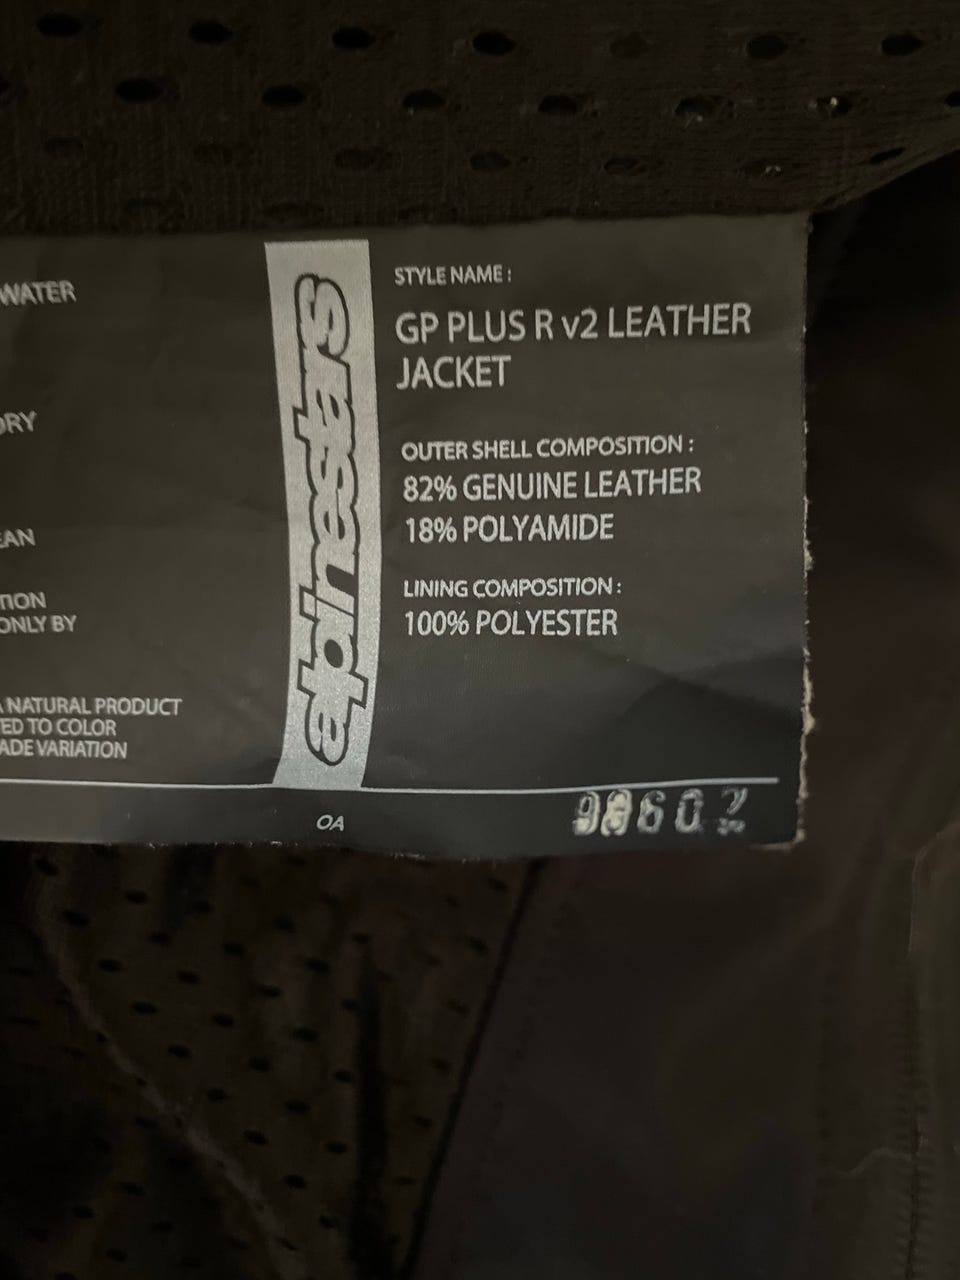 WATER
DRY
EAN
TION
ONLY BY
A NATURAL PRODUCT
ED TO COLOR
ADE VARIATION
alpinestars
STYLE NAME :
GP PLUS R v2 LEATHER
JACKET
OUTER SHELL COMPOSITION :
82% GENUINE LEATHER
18% POLYAMIDE
LINING COMPOSITION :
100% POLYESTER
OA